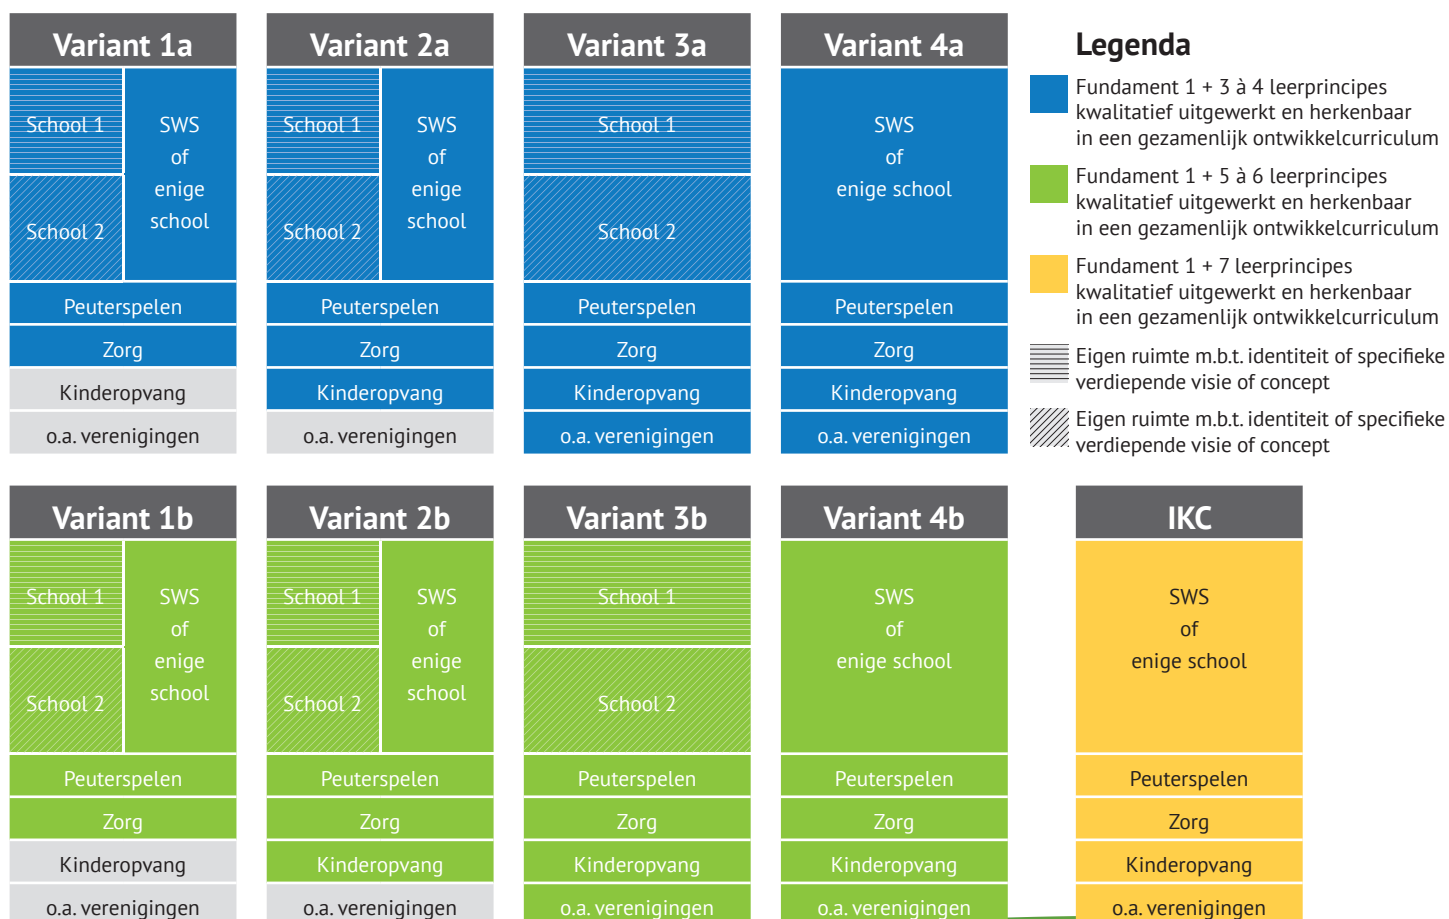 Variant 1a
School 1
School 2
SWS
of
enige
school
Peuterspelen
Zorg
Kinderopvang
o.a. verenigingen
Variant 2a
School 1
School 2
SWS
of
enige
school
Peuterspelen
Zorg
Kinderopvang
o.a. verenigingen
Variant 3a
School 1
School 2
Peuterspelen
Zorg
Kinderopvang
o.a. verenigingen
Variant 4a
SWS
of
enige school
Peuterspelen
Zorg
Kinderopvang
o.a. verenigingen
Legenda
Fundament 1 + 3 à 4 leerprincipes
kwalitatief uitgewerkt en herkenbaar
in een gezamenlijk ontwikkelcurriculum
Fundament 1 + 5 à 6 leerprincipes
kwalitatief uitgewerkt en herkenbaar
in een gezamenlijk ontwikkelcurriculum
Fundament 1 + 7 leerprincipes
kwalitatief uitgewerkt en herkenbaar
in een gezamenlijk ontwikkelcurriculum
Eigen ruimte m.b.t. identiteit of specifieke
verdiepende visie of concept
Eigen ruimte m.b.t. identiteit of specifieke
verdiepende visie of concept
Variant 1b
School 1
School 2
SWS
of
enige
school
Peuterspelen
Zorg
Kinderopvang
o.a. verenigingen
Variant 2b
School 1
School 2
SWS
of
enige
school
Peuterspelen
Zorg
Kinderopvang
o.a. verenigingen
Variant 3b
School 1
School 2
Peuterspelen
Zorg
Kinderopvang
o.a. verenigingen
Variant 4b
SWS
of
enige school
Peuterspelen
Zorg
Kinderopvang
o.a. verenigingen
IKC
SWS
of
enige school
Peuterspelen
Zorg
Kinderopvang
o.a. verenigingen